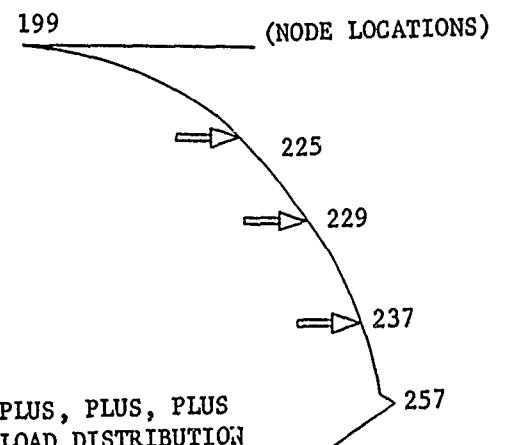 199
(NODE LOCATIONS)
225
229
237
257
PLUS, PLUS, PLUS
LOAD DISTRIBUTION